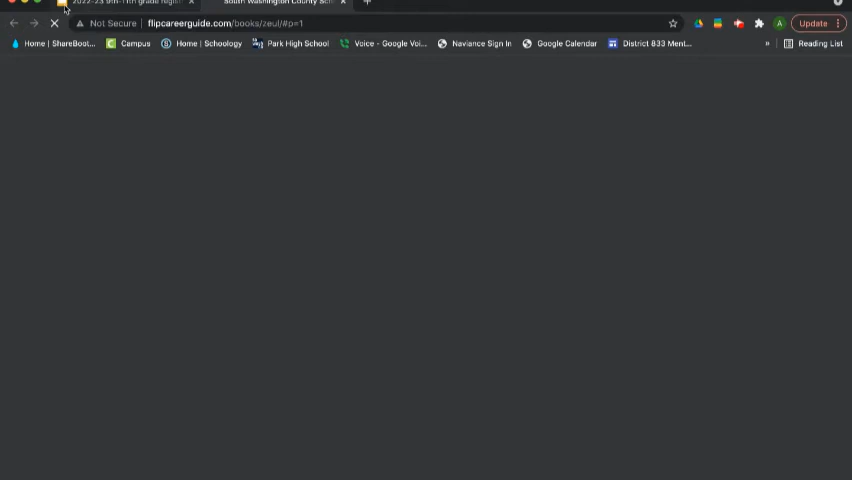 2022-23 9th-11th grade regis
South Washington County Sch
Not Secure flipcareerguide.com/books/zeul/#p=1
A Update
Home | ShareBoot... Campus Home | Schoology Park High School Voice - Google Voi... Naviance Sign In Google Calendar District 833 Ment... » Reading List